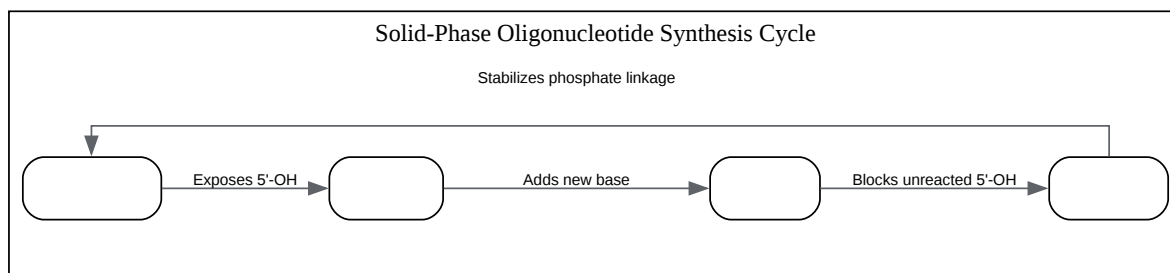 Solid-Phase Oligonucleotide Synthesis Cycle
Stabilizes phosphate linkage
Exposes 5'-OH
Adds new base
Blocks unreacted 5'-OH